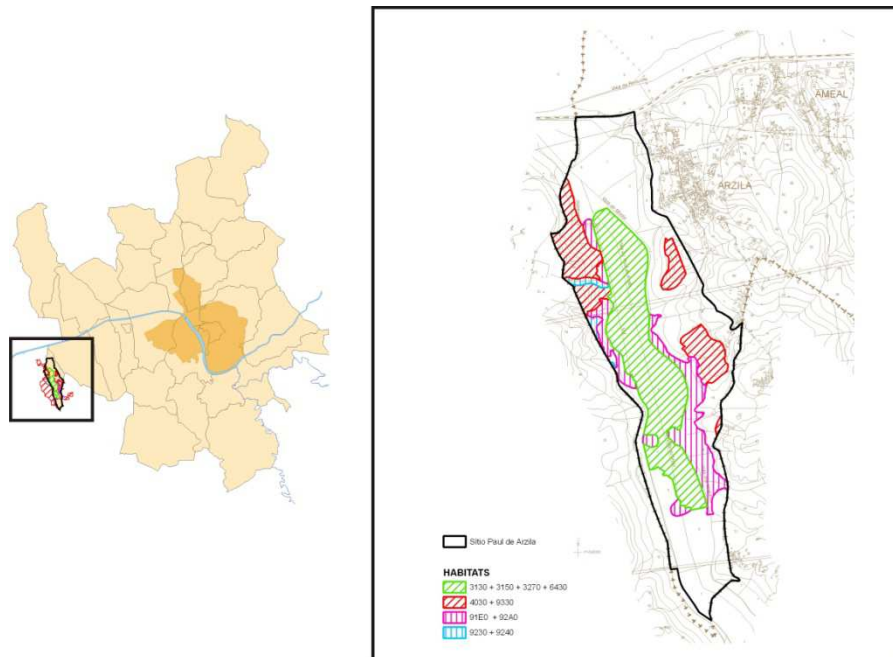 AMEAL
ARZILA
Sítio Paul de Arzila
HABITATS
3130 + 3150 + 3270 + 6430
4030 + 9330
91E0 + 92A0
9230 + 9240